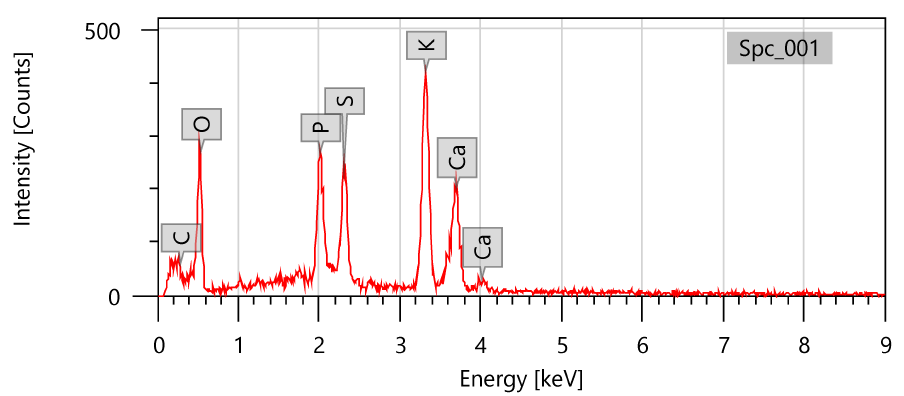 Intensity [Counts]
500
0
C
O
P
S
K
Ca
Ca
Spc_001
0 1 2 3 4 5 6 7 8 9
Energy [keV]